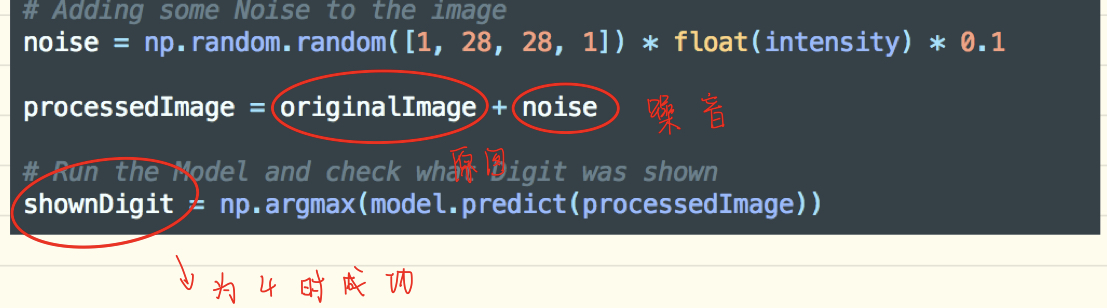 # Adding some Noise to the image
noise = np.random.random([1, 28, 28, 1]) * float(intensity) * 0.1
processedImage = originalImage + noise 噪音
原图
# Run the Model and check what Digit was shown
shownDigit = np.argmax(model.predict(processedImage))
为4时成功